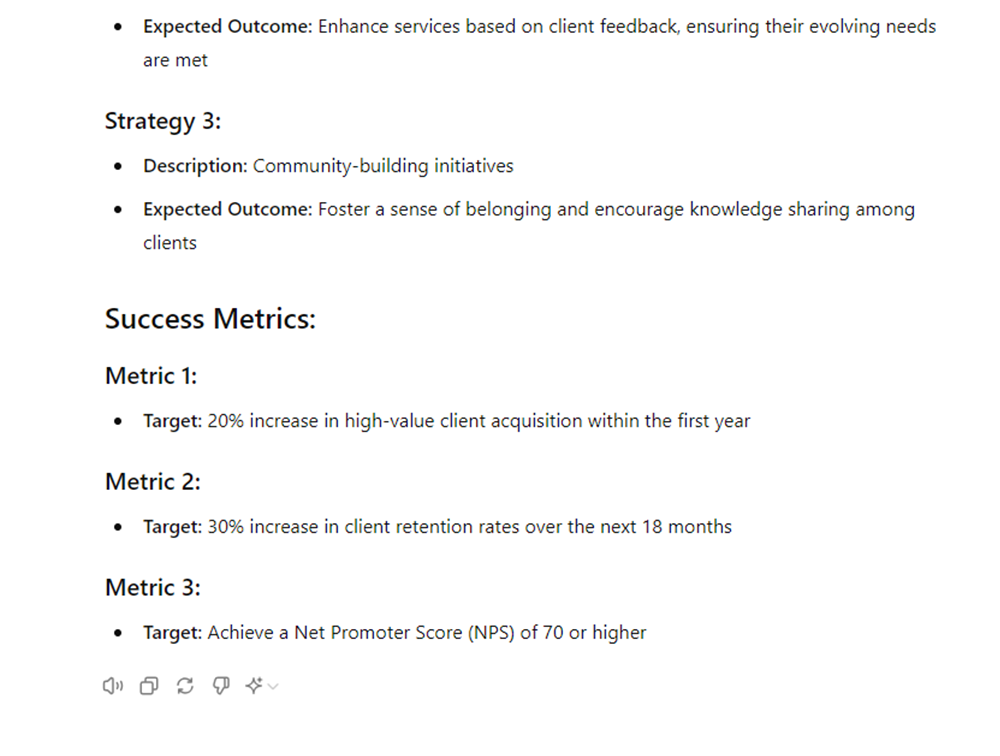 Expected Outcome: Enhance services based on client feedback, ensuring their evolving needs
are met
Strategy 3:
Description: Community-building initiatives
Expected Outcome: Foster a sense of belonging and encourage knowledge sharing among
clients
Success Metrics:
Metric 1:
Target: 20% increase in high-value client acquisition within the first year
Metric 2:
Target: 30% increase in client retention rates over the next 18 months
Metric 3:
Target: Achieve a Net Promoter Score (NPS) of 70 or higher